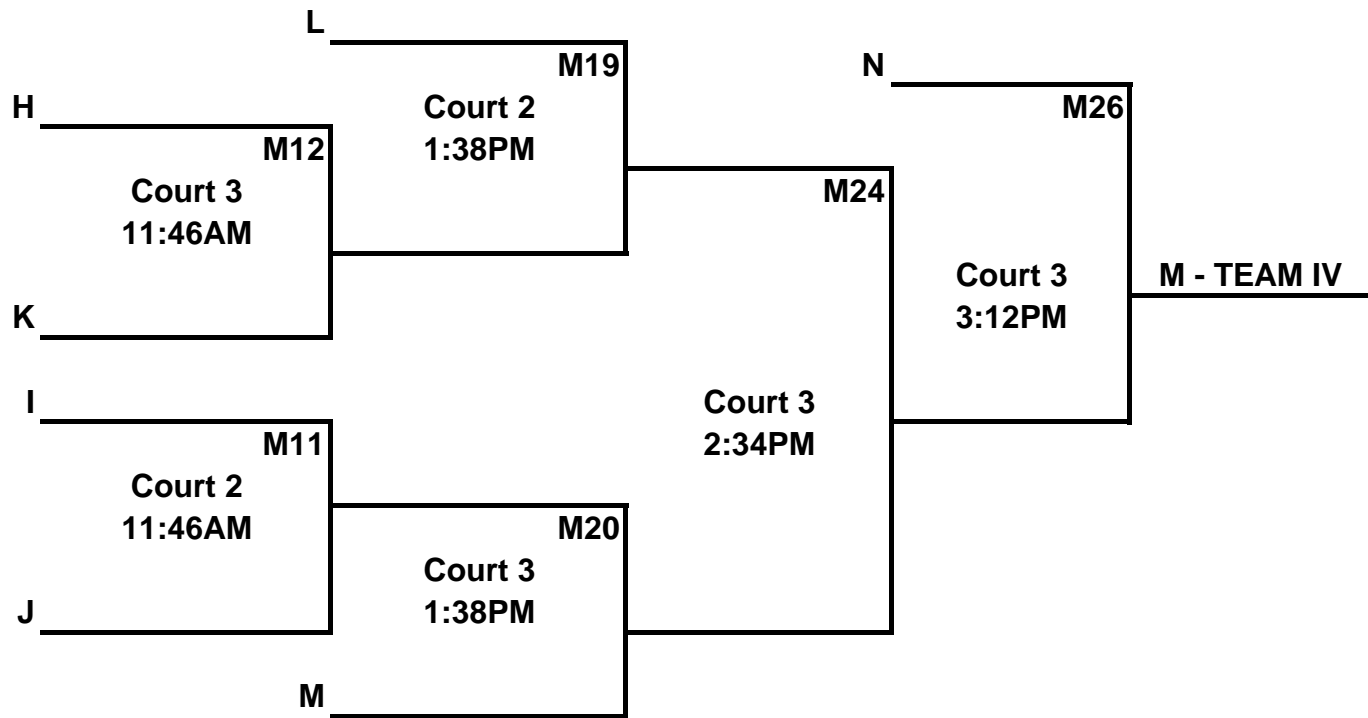 L
M19
N
H
Court 2
M26
M12
1:38PM
Court 3
M24
11:46AM
Court 3
M - TEAM IV
K
3:12PM
I
Court 3
M11
2:34PM
Court 2
11:46AM
M20
Court 3
J
1:38PM
M